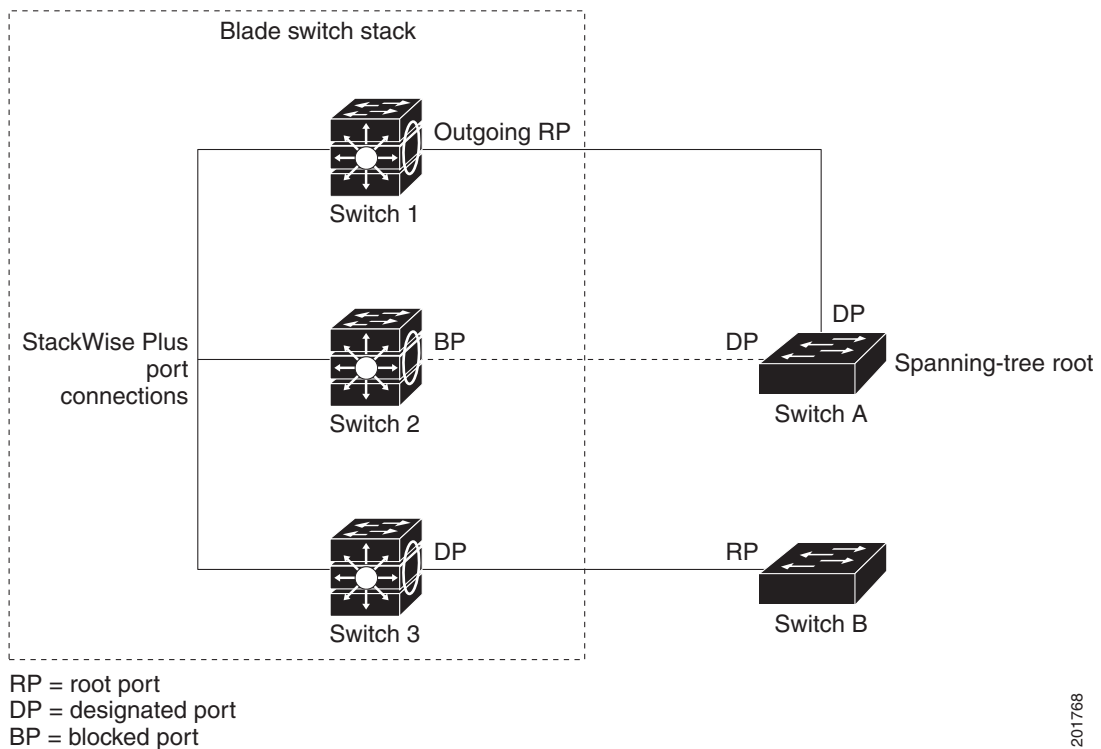 Blade switch stack
Outgoing RP
Switch 1
DP
StackWise Plus
port
connections
BP
DP
Spanning-tree root
Switch 2
Switch A
DP
RP
Switch 3
Switch B
RP = root port
DP = designated port
BP = blocked port
201768